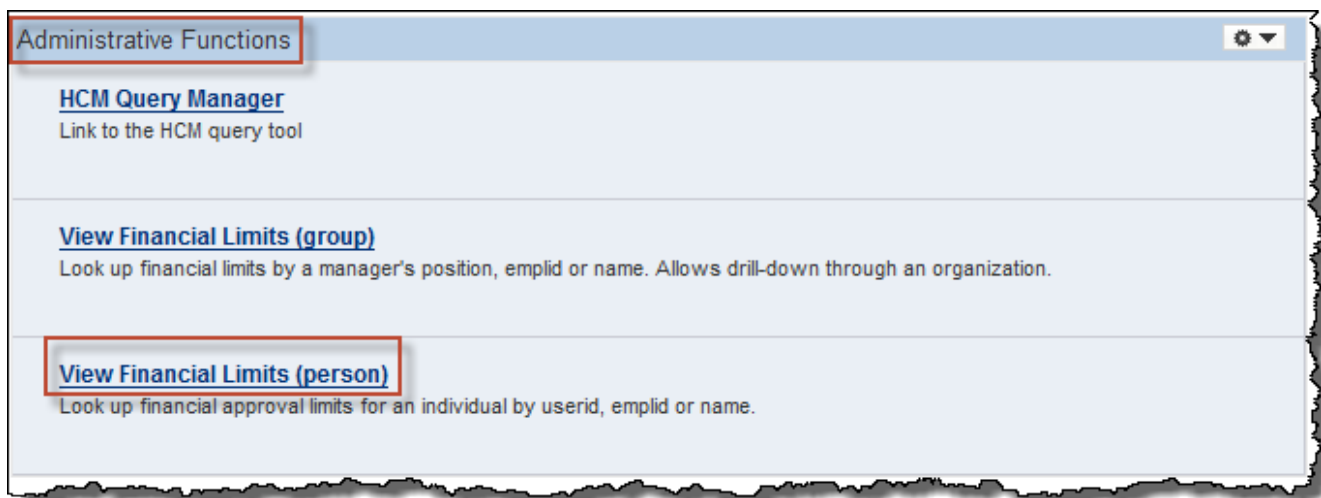 Administrative Functions
HCM Query Manager
Link to the HCM query tool
View Financial Limits (group)
Look up financial limits by a manager's position, emplid or name. Allows drill-down through an organization.
View Financial Limits (person)
Look up financial approval limits for an individual by userid, emplid or name.